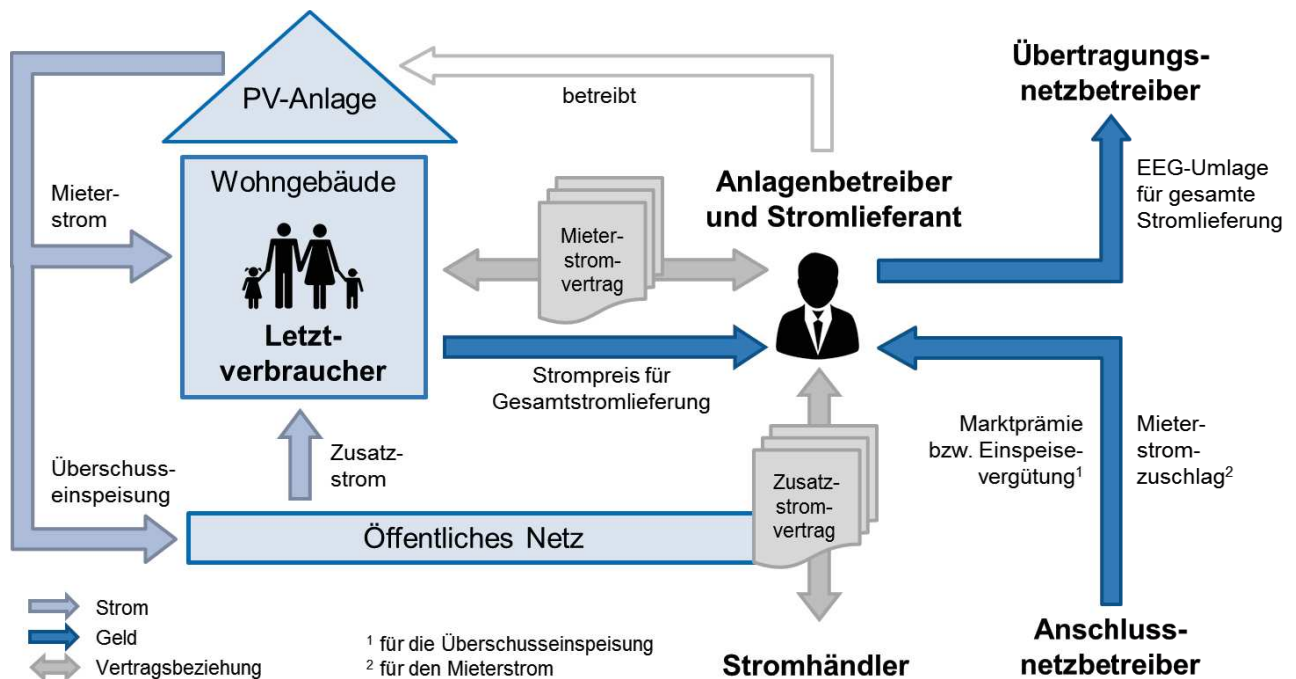 PV-Anlage
betreibt
Übertragungs-
netzbetreiber
Mieter-
strom
Wohngebäude
Letzt-
verbraucher
Mieter-
strom-
vertrag
Anlagenbetreiber
und Stromlieferant
EEG-Umlage
für gesamte
Stromlieferung
Strompreis für
Gesamtstromlieferung
Überschuss-
einspeisung
Zusatz-
strom
Öffentliches Netz
Zusatz-
strom-
vertrag
Marktprämie
bzw. Einspeise-
vergütung¹
Mieter-
strom-
zuschlag²
Strom
Geld
Vertragsbeziehung
¹ für die Überschusseinspeisung
² für den Mieterstrom
Stromhändler
Anschluss-
netzbetreiber